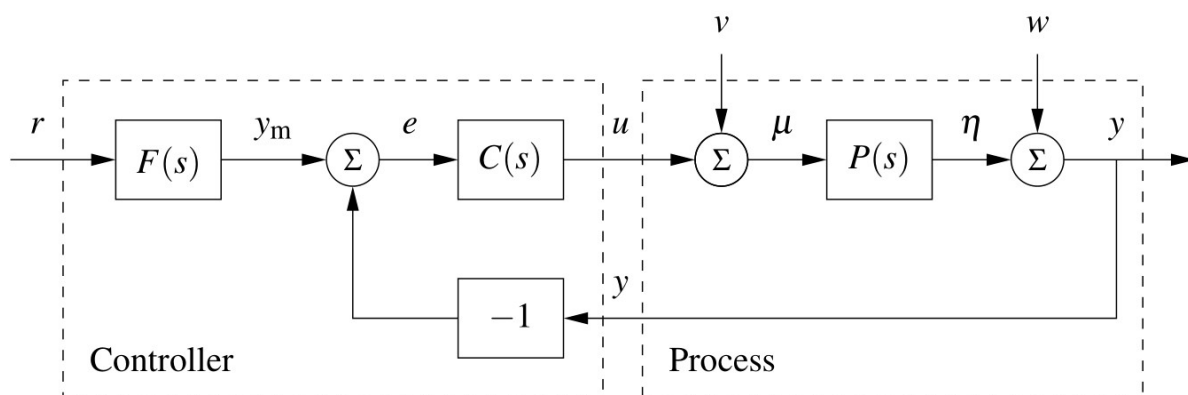 v w
r y_m e u μ η y
F(s) Σ C(s) Σ P(s) Σ
y
−1
Controller Process